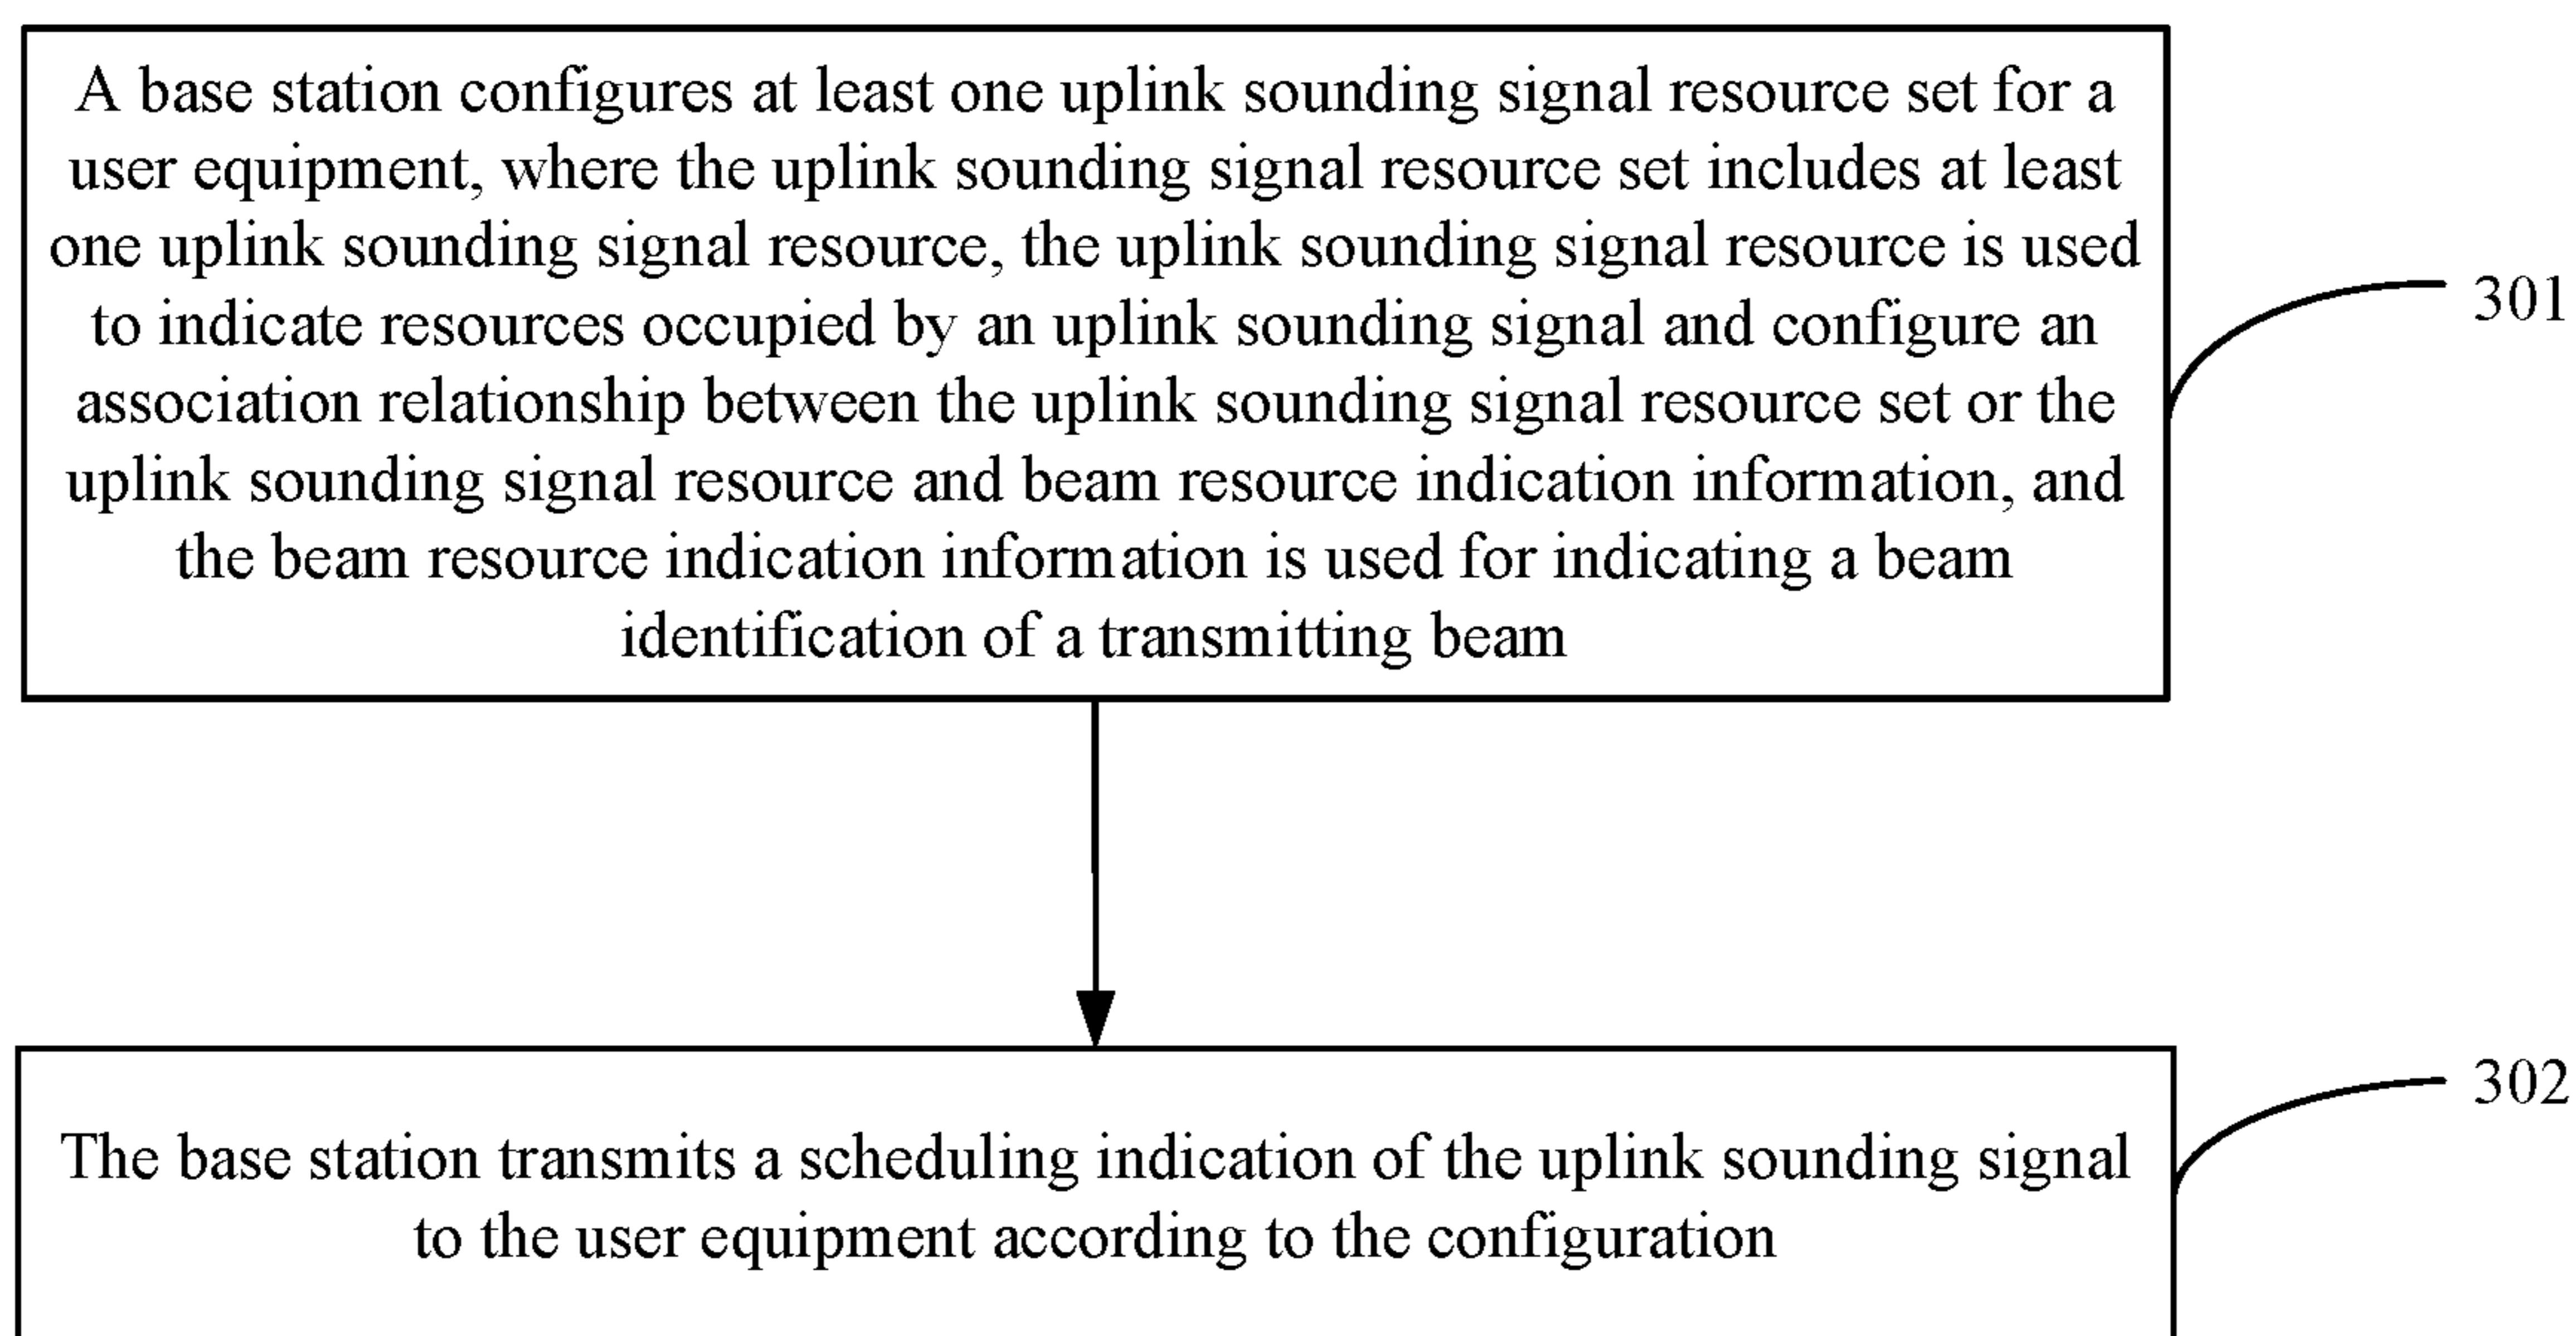 A base station configures at least one uplink sounding signal resource set for a
user equipment, where the uplink sounding signal resource set includes at least
one uplink sounding signal resource, the uplink sounding signal resource is used
to indicate resources occupied by an uplink sounding signal and configure an
association relationship between the uplink sounding signal resource set or the
uplink sounding signal resource and beam resource indication information, and
the beam resource indication information is used for indicating a beam
identification of a transmitting beam
301
The base station transmits a scheduling indication of the uplink sounding signal
to the user equipment according to the configuration
302